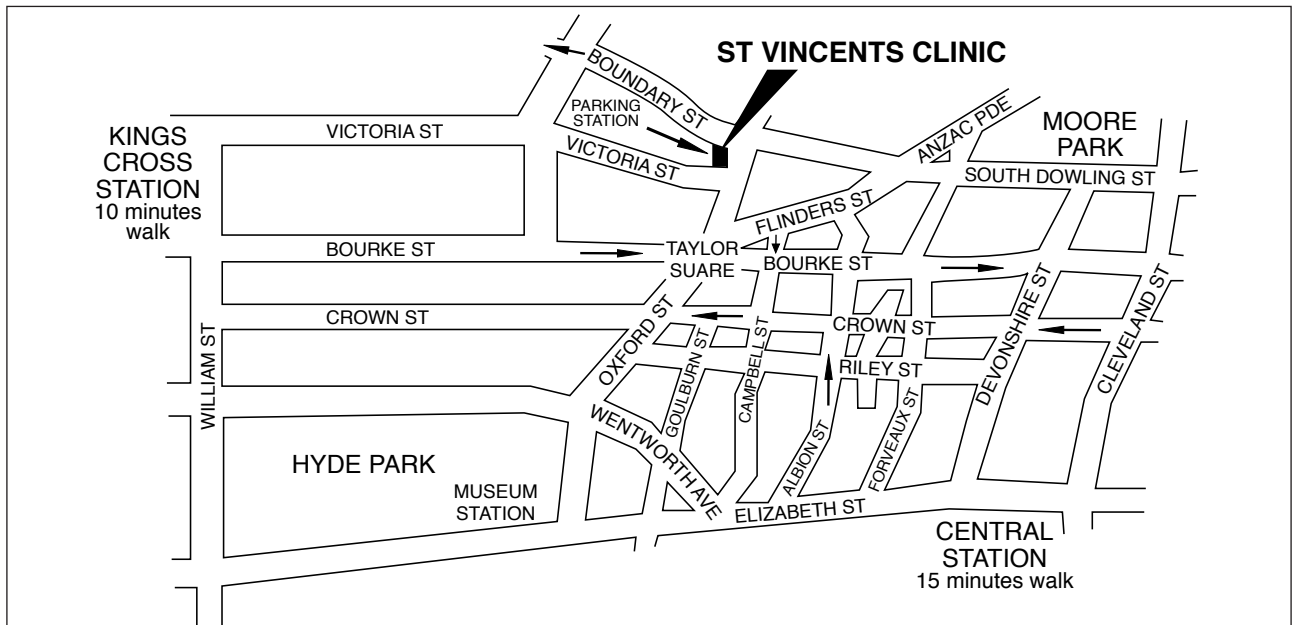 ST VINCENTS CLINIC
BOUNDARY ST
PARKING
STATION
ANZAC PDE
MOORE
PARK
KINGS
CROSS
STATION
10 minutes
walk
VICTORIA ST
VICTORIA ST
SOUTH DOWLING ST
FLINDERS ST
BOURKE ST
TAYLOR
SUARE
BOURKE ST
CROWN ST
CROWN ST
OXFORD ST
GOULBURN ST
CAMPBELL ST
RILEY ST
DEVONSHIRE ST
CLEVELAND ST
WILLIAM ST
WENTWORTH AVE
ALBION ST
FORVEAUX ST
HYDE PARK
MUSEUM
STATION
ELIZABETH ST
CENTRAL
STATION
15 minutes walk